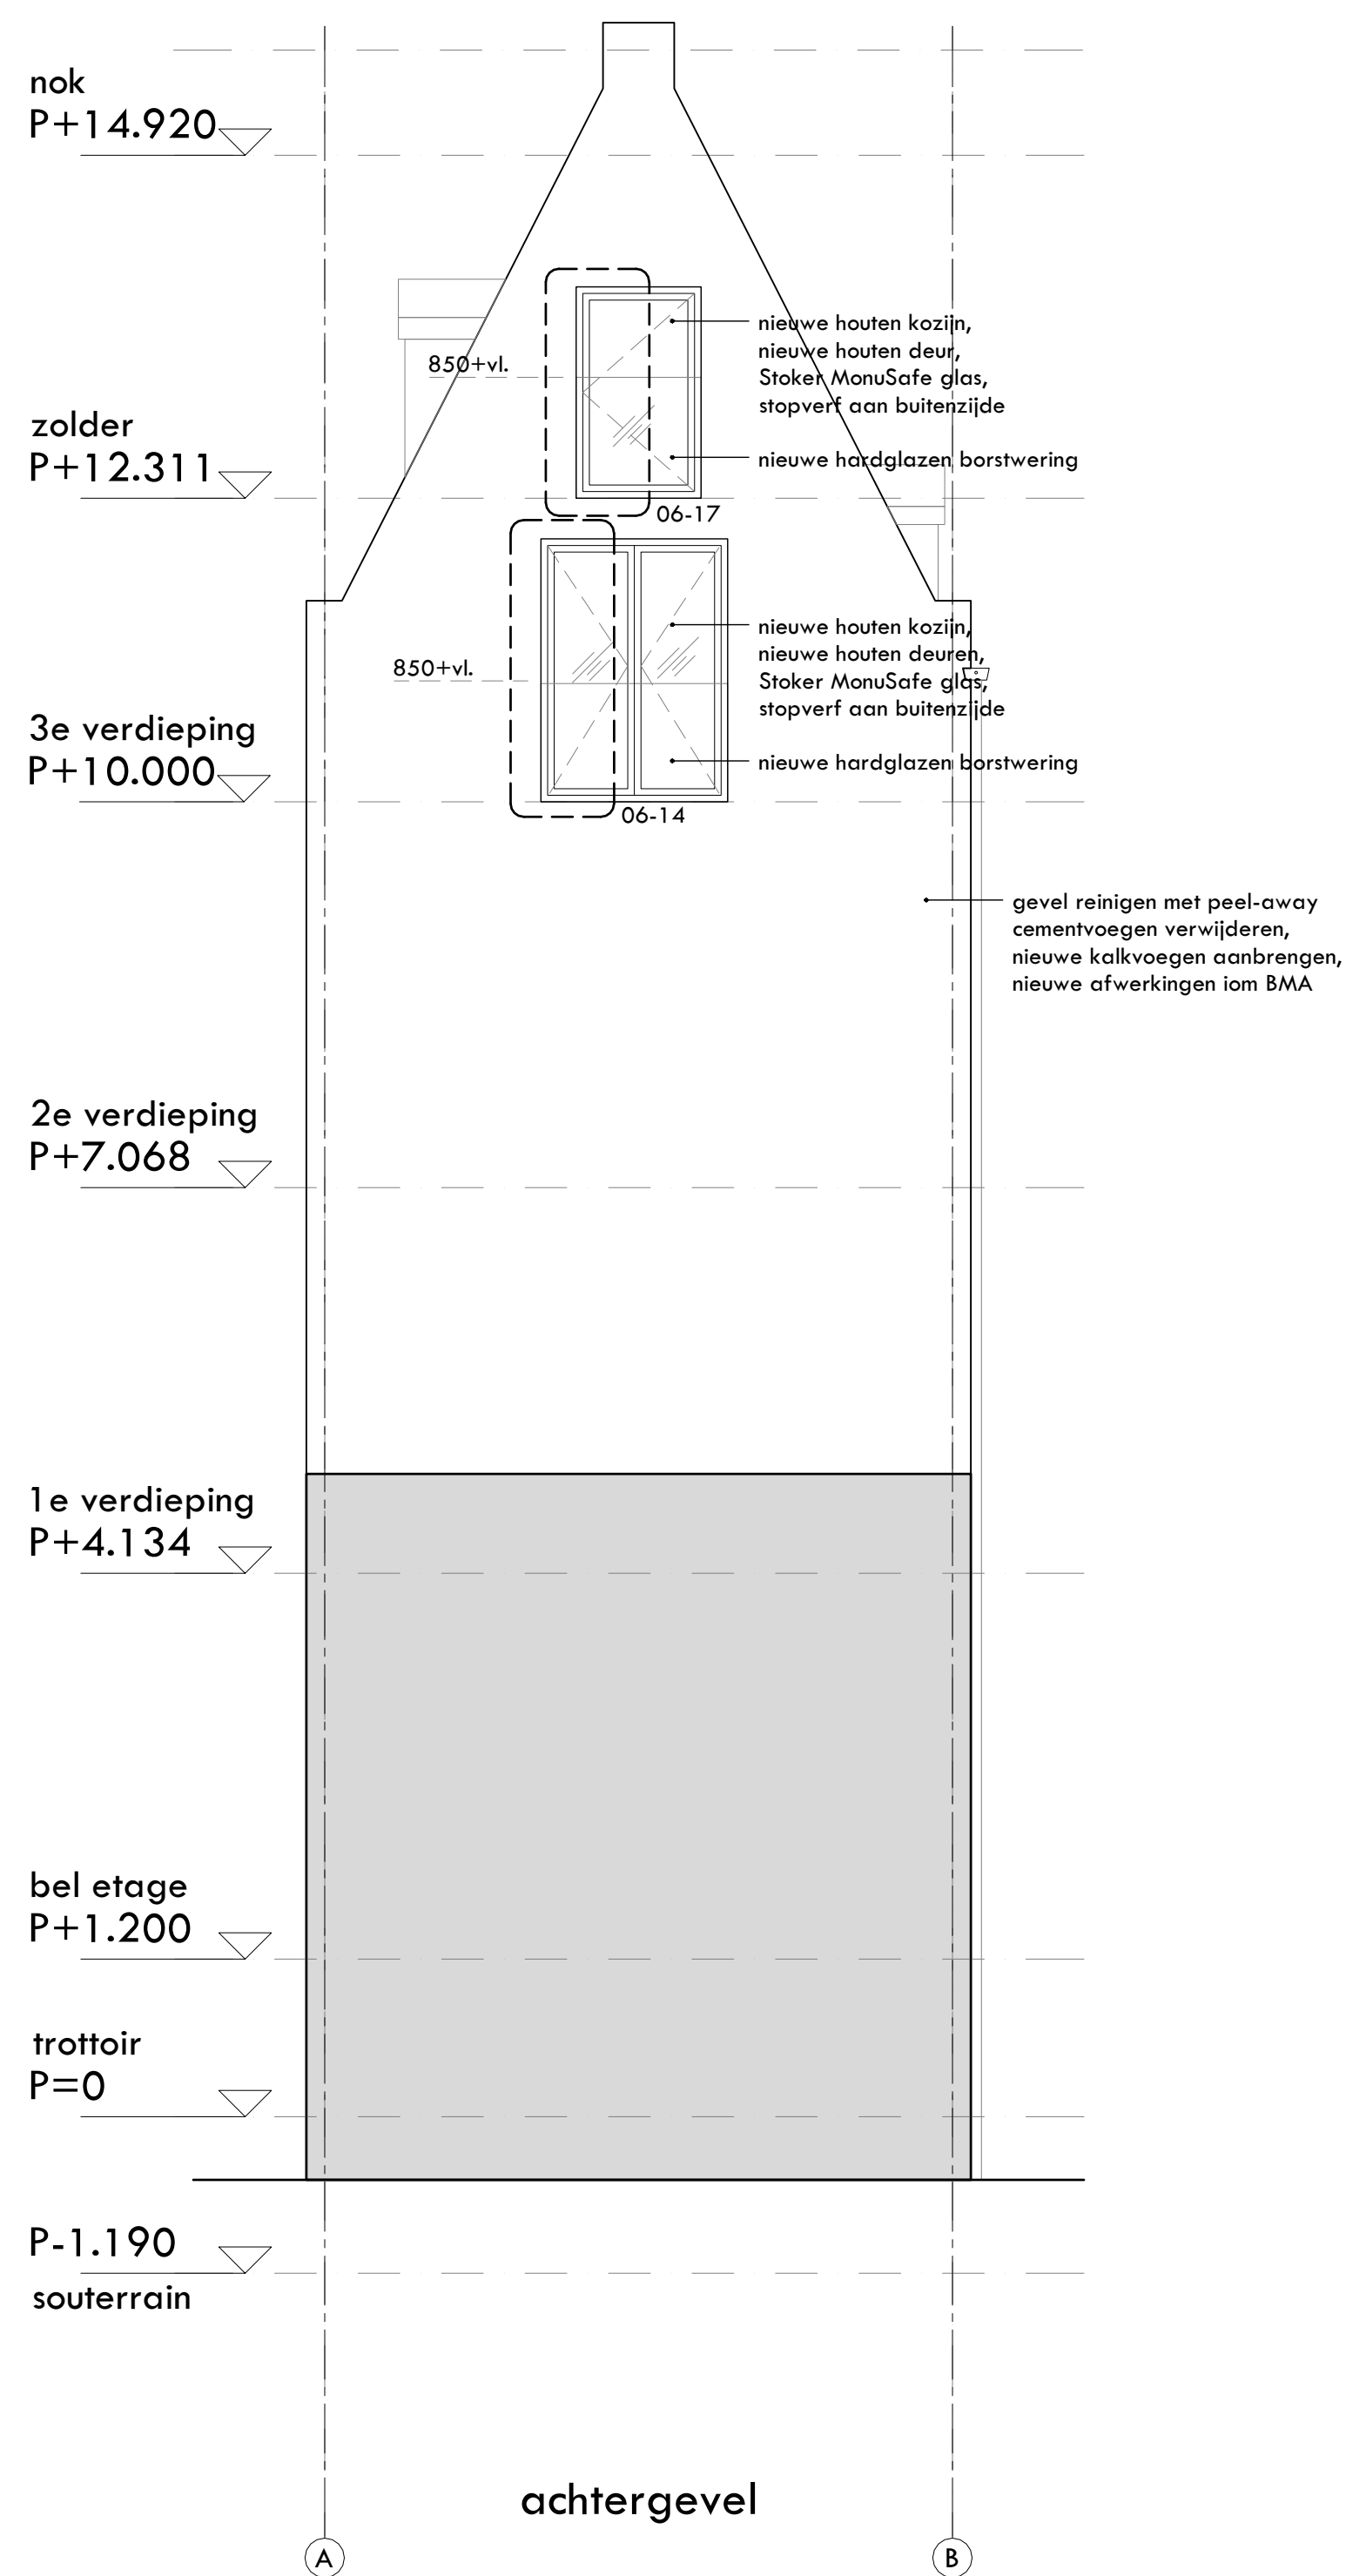 nok
P+14.920
nieuwe houten kozijn,
nieuwe houten deur,
Stoker MonuSafe glas,
stopverf aan buitenzijde
850+vl.
zolder
P+12.311
nieuwe hardglazen borstwering
06-17
nieuwe houten kozijn,
nieuwe houten deuren,
Stoker MonuSafe glas,
stopverf aan buitenzijde
850+vl.
3e verdieping
P+10.000
nieuwe hardglazen borstwering
06-14
gevel reinigen met peel-away
cementvoegen verwijderen,
nieuwe kalkvoegen aanbrengen,
nieuwe afwerkingen iom BMA
2e verdieping
P+7.068
1e verdieping
P+4.134
bel etage
P+1.200
trottoir
P=0
P-1.190
souterrain
achtergevel
A
B